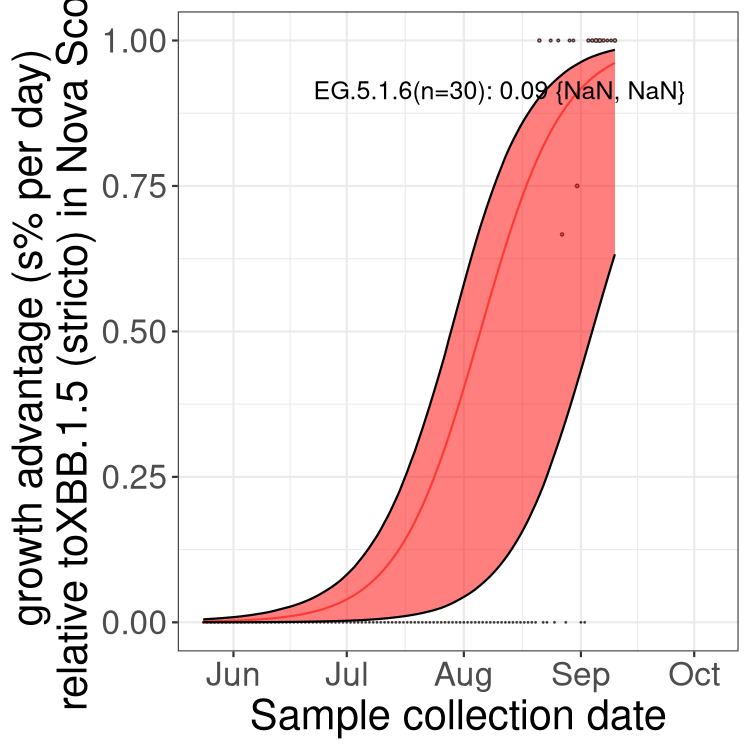 growth advantage (s% per day)
relative toXBB.1.5 (stricto) in Nova Sco
1.00
0.75
0.50
0.25
0.00
EG.5.1.6(n=30): 0.09 {NaN, NaN}
Jun Jul Aug Sep Oct
Sample collection date